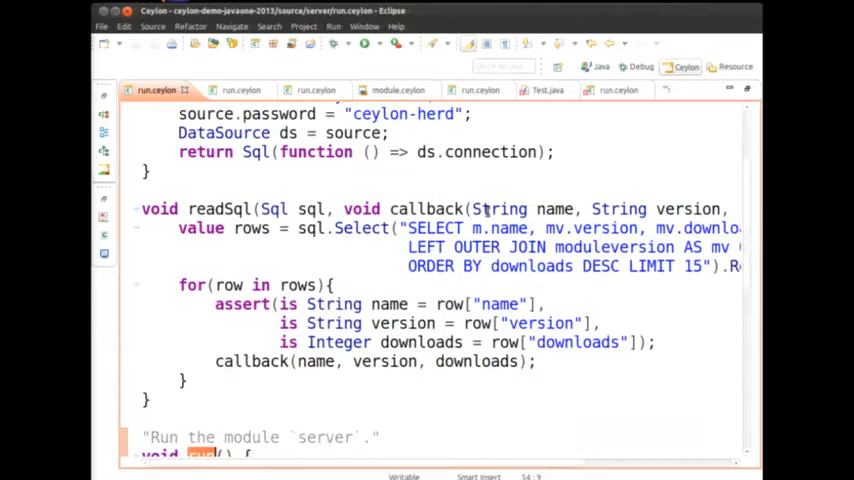 Ceylon - ceylon-demo-javaone-2013/source/server/run.ceylon - Eclipse
File Edit Source Refactor Navigate Search Project Run Window Help
Java Debug Ceylon Resource
run.ceylon run.ceylon run.ceylon module.ceylon run.ceylon Test.java run.ceylon
source.password = "ceylon-herd";
DataSource ds = source;
return Sql(function () => ds.connection);
}
void readSql(Sql sql, void callback(String name, String version,
value rows = sql.Select("SELECT m.name, mv.version, mv.downlo
LEFT OUTER JOIN moduleversion AS mv
ORDER BY downloads DESC LIMIT 15").R
for(row in rows){
assert(is String name = row["name"],
is String version = row["version"],
is Integer downloads = row["downloads"]);
callback(name, version, downloads);
}
}
"Run the module `server`."
void run() {
Writable Smart Insert 54 : 9